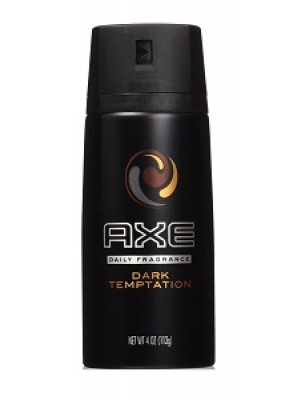 AXE
DAILY FRAGRANCE
DARK
TEMPTATION
NET WT 4 OZ (113g)